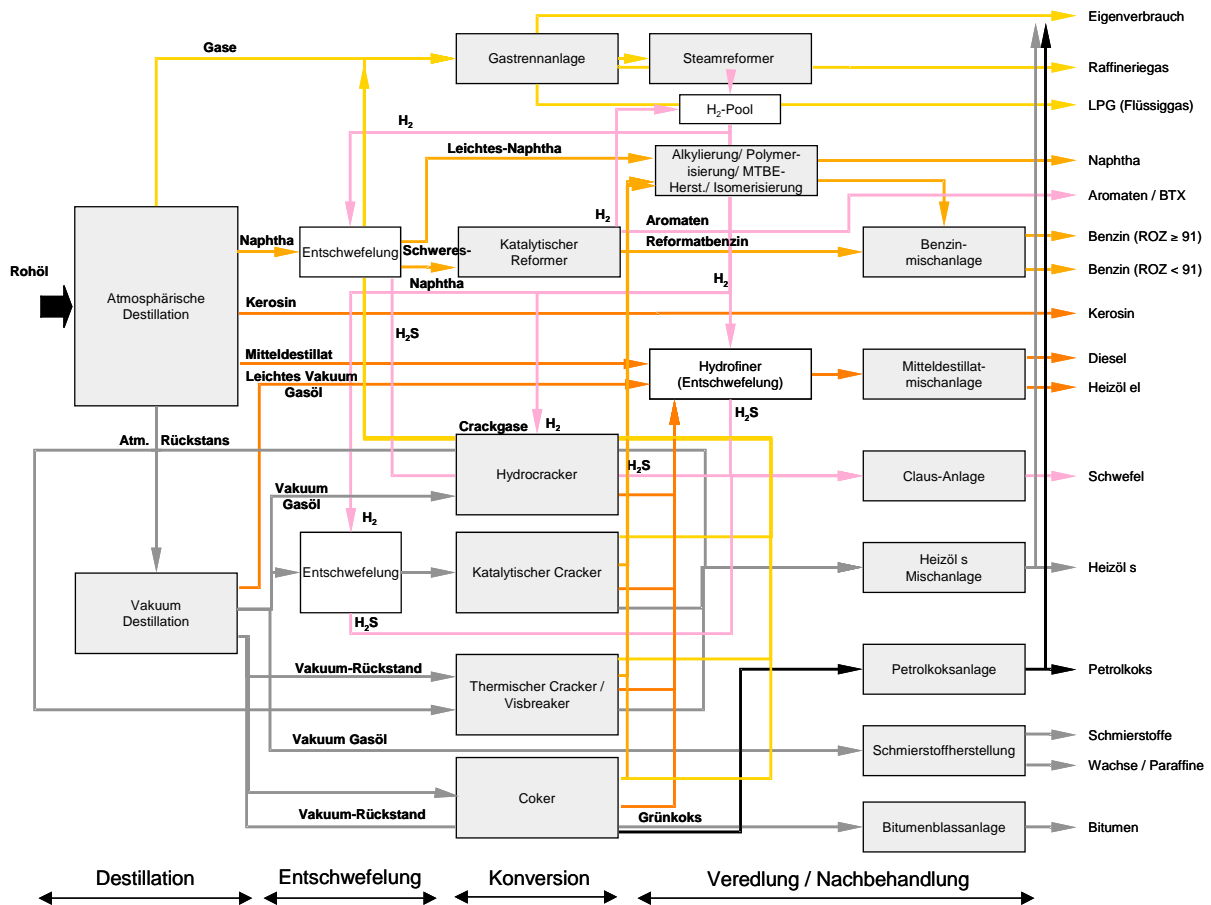 Eigenverbrauch
Gase
Gastrennanlage
Steamreformer
Raffineriegas
LPG (Flüssiggas)
H2-Pool
H2
Leichtes-Naphtha
Alkylierung/ Polymer-
isierung/ MTBE-
Herst./ Isomerisierung
Naphtha
H2
Aromaten / BTX
Aromaten
Naphtha
Entschwefelung
Schweres-
Naphtha
Katalytischer
Reformer
Reformatbenzin
Benzin-
mischanlage
Benzin (ROZ ≥ 91)
Benzin (ROZ < 91)
Rohöl
Atmosphärische
Destillation
H2
Kerosin
Kerosin
H2S
Mitteldestillat
Leichtes Vakuum
Gasöl
Hydrofiner
(Entschwefelung)
Mitteldestillat-
mischanlage
Diesel
Heizöl el
H2S
Crackgase
H2
Atm. Rückstans
Hydrocracker
H2S
Claus-Anlage
Schwefel
Vakuum
Gasöl
H2
Entschwefelung
Katalytischer Cracker
Heizöl s
Mischanlage
Heizöl s
Vakuum
Destillation
H2S
Vakuum-Rückstand
Thermischer Cracker /
Visbreaker
Petrolkoksanlage
Petrolkoks
Vakuum Gasöl
Schmierstoffherstellung
Schmierstoffe
Wachse / Paraffine
Coker
Vakuum-Rückstand
Grünkoks
Bitumenblassanlage
Bitumen
Destillation
Entschwefelung
Konversion
Veredlung / Nachbehandlung